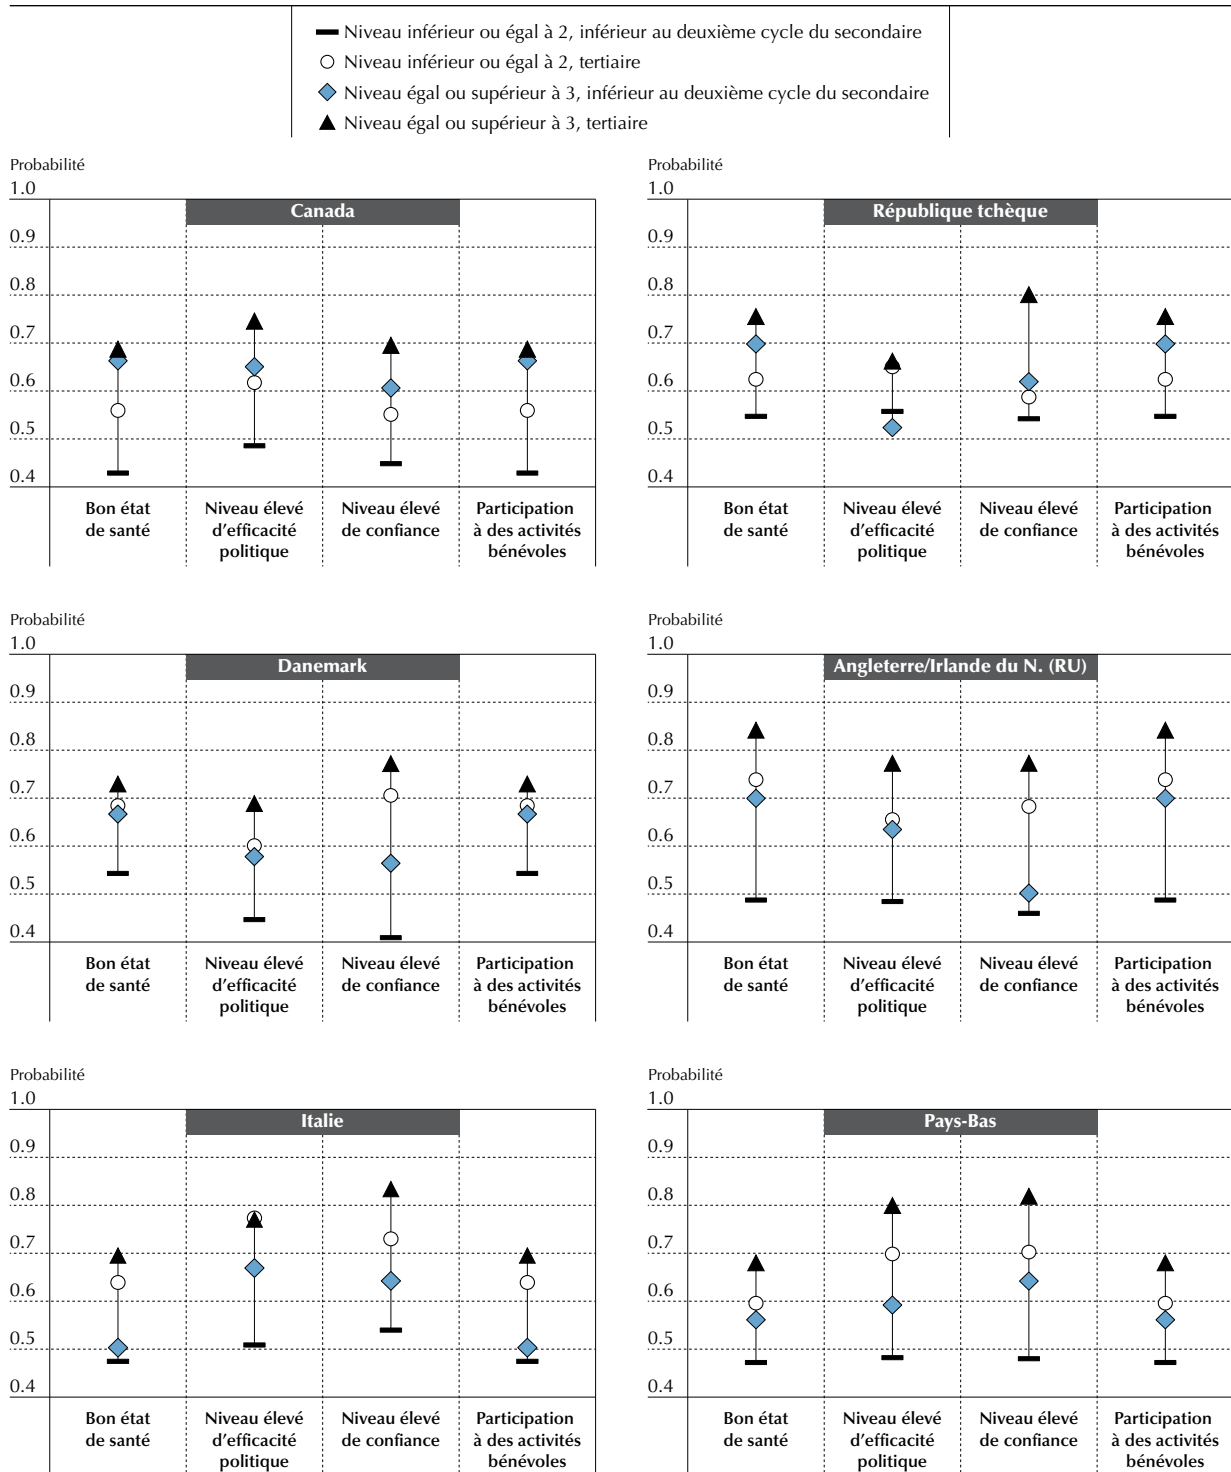 Niveau inférieur ou égal à 2, inférieur au deuxième cycle du secondaire
Niveau inférieur ou égal à 2, tertiaire
Niveau égal ou supérieur à 3, inférieur au deuxième cycle du secondaire
Niveau égal ou supérieur à 3, tertiaire
Probabilité
1.0
Canada
0.9
0.8
0.7
0.6
0.5
0.4
Bon état
de santé
Niveau élevé
d'efficacité
politique
Niveau élevé
de confiance
Participation
à des activités
bénévoles
Probabilité
1.0
République tchèque
0.9
0.8
0.7
0.6
0.5
0.4
Bon état
de santé
Niveau élevé
d'efficacité
politique
Niveau élevé
de confiance
Participation
à des activités
bénévoles
Probabilité
1.0
Danemark
0.9
0.8
0.7
0.6
0.5
0.4
Bon état
de santé
Niveau élevé
d'efficacité
politique
Niveau élevé
de confiance
Participation
à des activités
bénévoles
Probabilité
1.0
Angleterre/Irlande du N. (RU)
0.9
0.8
0.7
0.6
0.5
0.4
Bon état
de santé
Niveau élevé
d'efficacité
politique
Niveau élevé
de confiance
Participation
à des activités
bénévoles
Probabilité
1.0
Italie
0.9
0.8
0.7
0.6
0.5
0.4
Bon état
de santé
Niveau élevé
d'efficacité
politique
Niveau élevé
de confiance
Participation
à des activités
bénévoles
Probabilité
1.0
Pays-Bas
0.9
0.8
0.7
0.6
0.5
0.4
Bon état
de santé
Niveau élevé
d'efficacité
politique
Niveau élevé
de confiance
Participation
à des activités
bénévoles